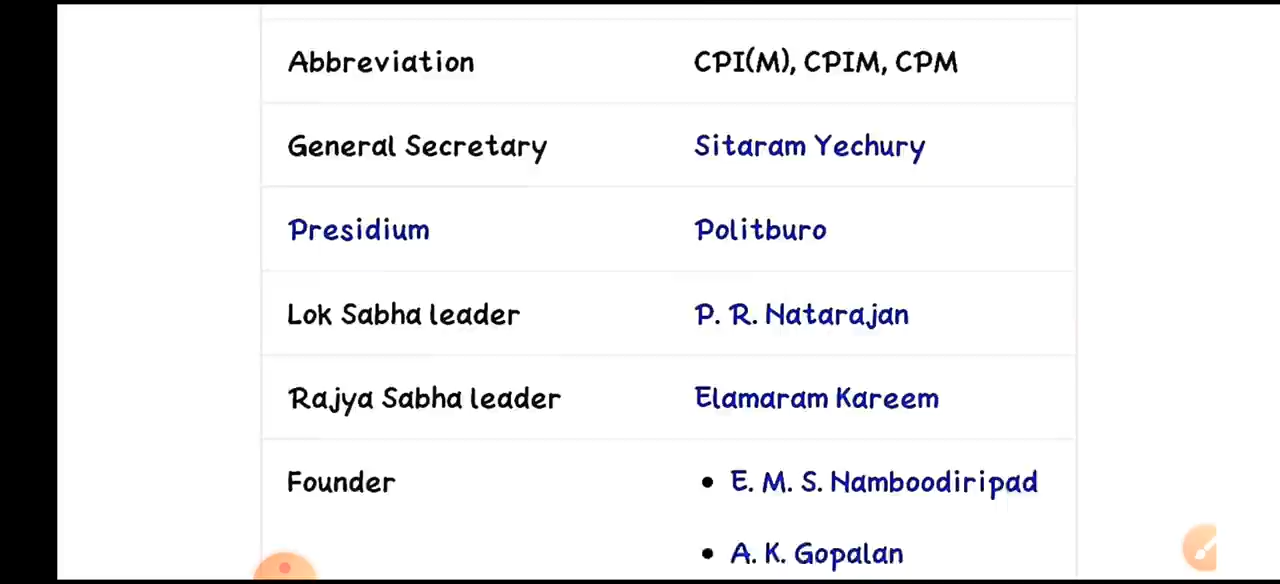 Abbreviation CPI(M), CPIM, CPM
General Secretary Sitaram Yechury
Presidium Politburo
Lok Sabha leader P. R. Natarajan
Rajya Sabha leader Elamaram Kareem
Founder • E. M. S. Namboodiripad
• A. K. Gopalan